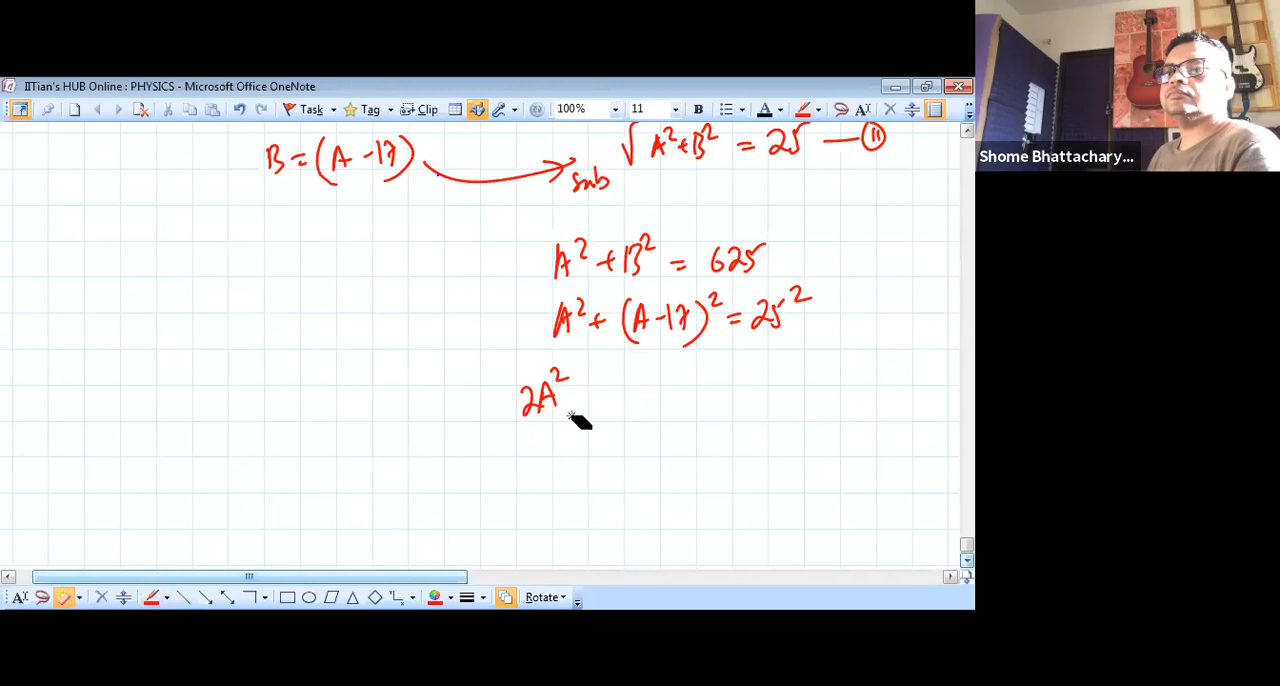 IITian's HUB Online : PHYSICS - Microsoft Office OneNote
Task Tag Clip 100% 11 B A
B = (A - 17) sub √A²+B² = 25 — (II)
A² + B² = 625
A² + (A - 17)² = 25²
2A²
Rotate
Shome Bhattachary...